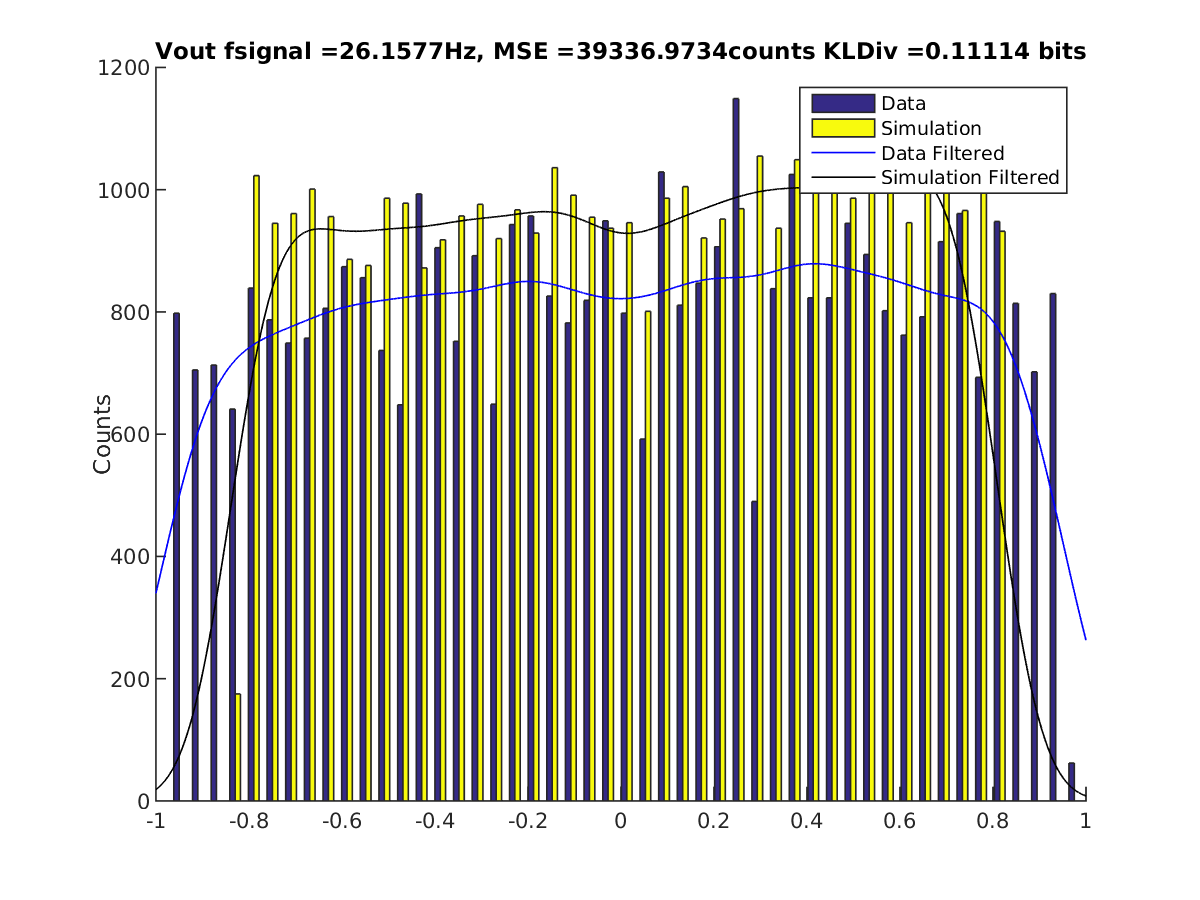 Vout fsignal =26.1577Hz, MSE =39336.9734counts KLDiv =0.11114 bits
1200
Data
Simulation
Data Filtered
Simulation Filtered
1000
800
Counts
600
400
200
0
-1 -0.8 -0.6 -0.4 -0.2 0 0.2 0.4 0.6 0.8 1